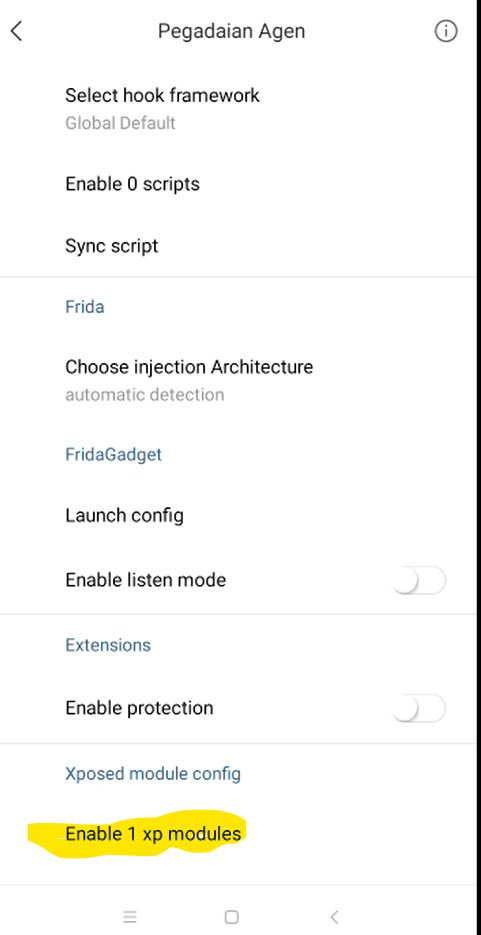 Pegadaian Agen
Select hook framework
Global Default
Enable 0 scripts
Sync script
Frida
Choose injection Architecture
automatic detection
FridaGadget
Launch config
Enable listen mode
Extensions
Enable protection
Xposed module config
Enable 1 xp modules